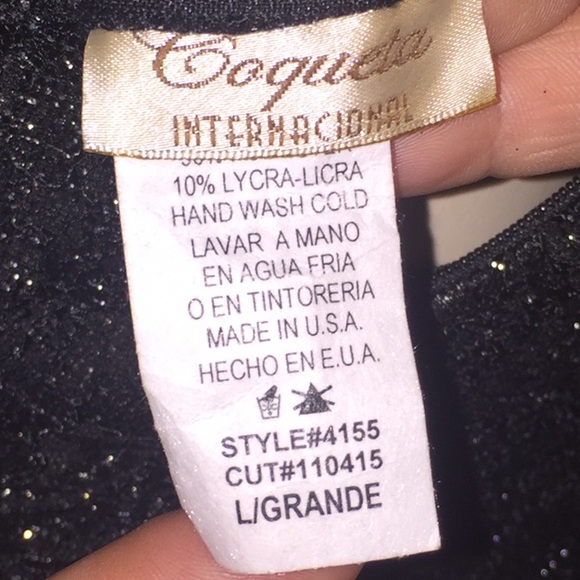 Coqueta
INTERNACIONAL
10% LYCRA-LICRA
HAND WASH COLD
LAVAR A MANO
EN AGUA FRIA
O EN TINTORERIA
MADE IN U.S.A.
HECHO EN E.U.A.
STYLE#4155
CUT#110415
L/GRANDE